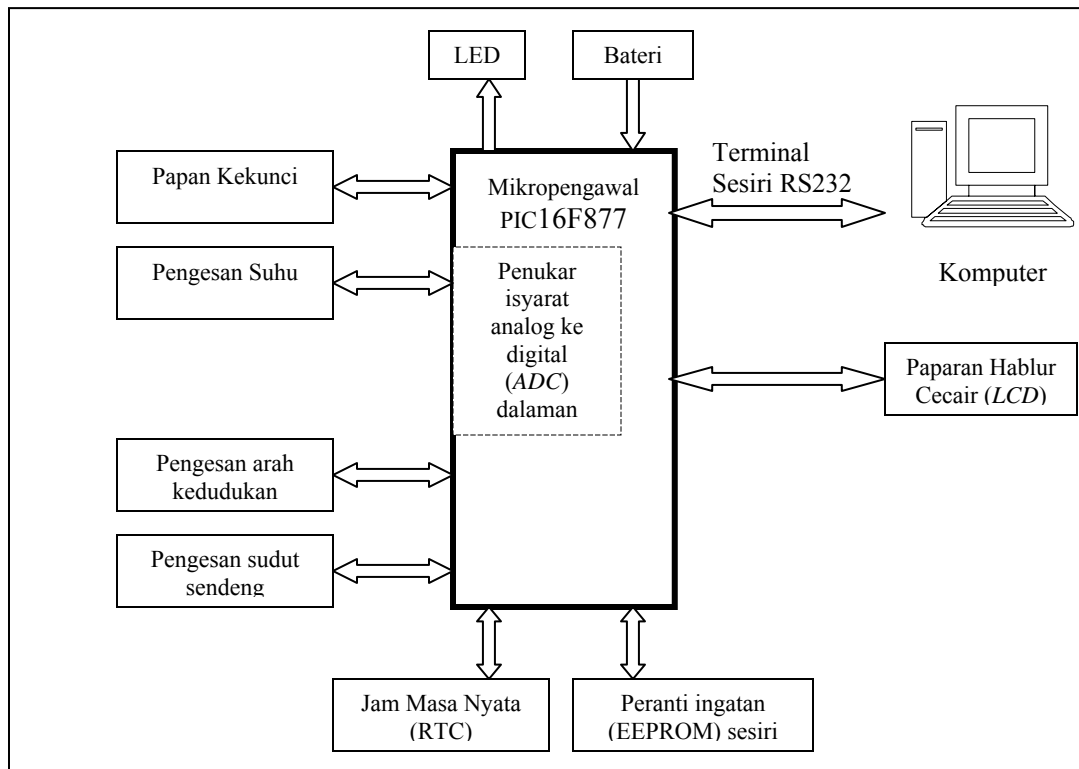 LED
Bateri
Papan Kekunci
Mikropengawal
PIC16F877
Terminal
Sesiri RS232
Pengesan Suhu
Penukar
isyarat
analog ke
digital
(ADC)
dalaman
Komputer
Paparan Hablur
Cecair (LCD)
Pengesan arah
kedudukan
Pengesan sudut
sendeng
Jam Masa Nyata
(RTC)
Peranti ingatan
(EEPROM) sesiri